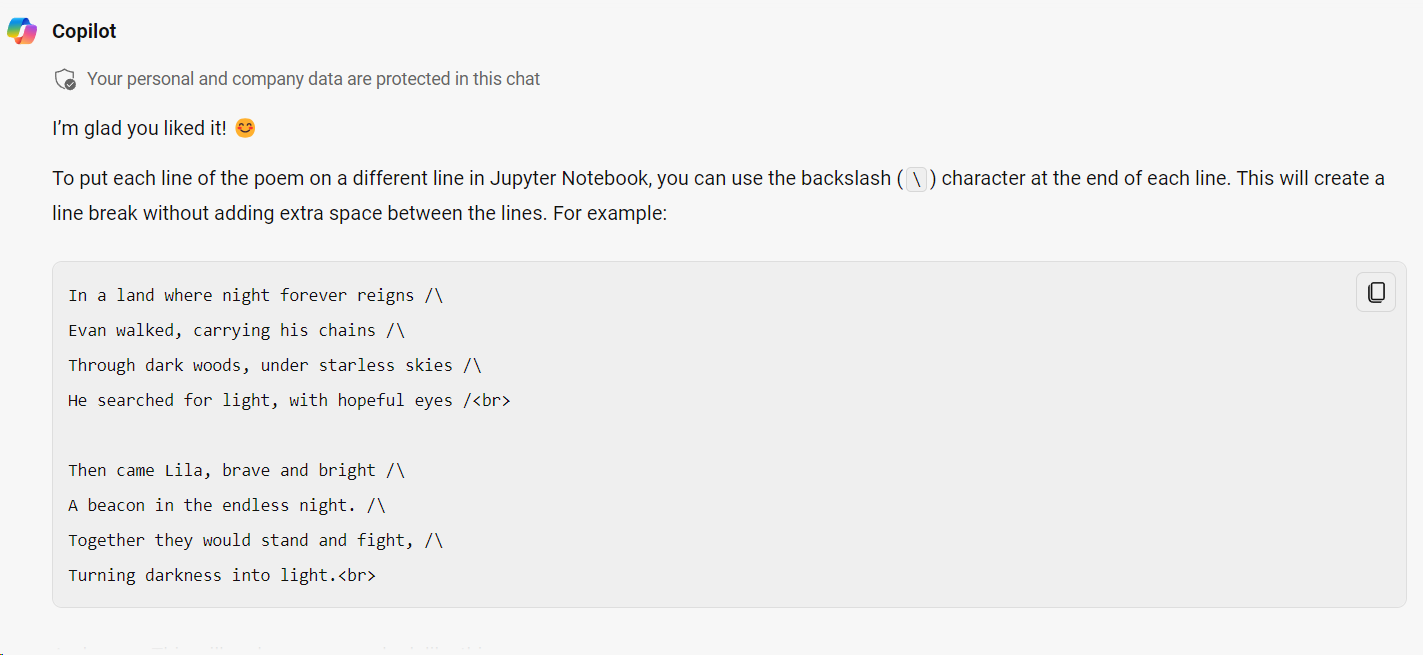 Copilot
Your personal and company data are protected in this chat
I'm glad you liked it! 😊
To put each line of the poem on a different line in Jupyter Notebook, you can use the backslash ( \ ) character at the end of each line. This will create a
line break without adding extra space between the lines. For example:
In a land where night forever reigns /\
Evan walked, carrying his chains /\
Through dark woods, under starless skies /\
He searched for light, with hopeful eyes /<br>
Then came Lila, brave and bright /\
A beacon in the endless night. /\
Together they would stand and fight, /\
Turning darkness into light.<br>